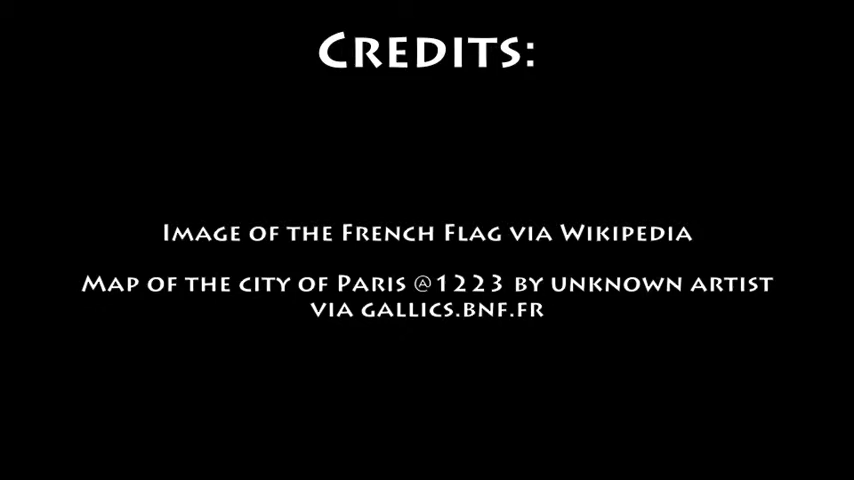 Credits:
Image of the French Flag via Wikipedia
Map of the city of Paris @1223 by unknown artist
via gallics.bnf.fr